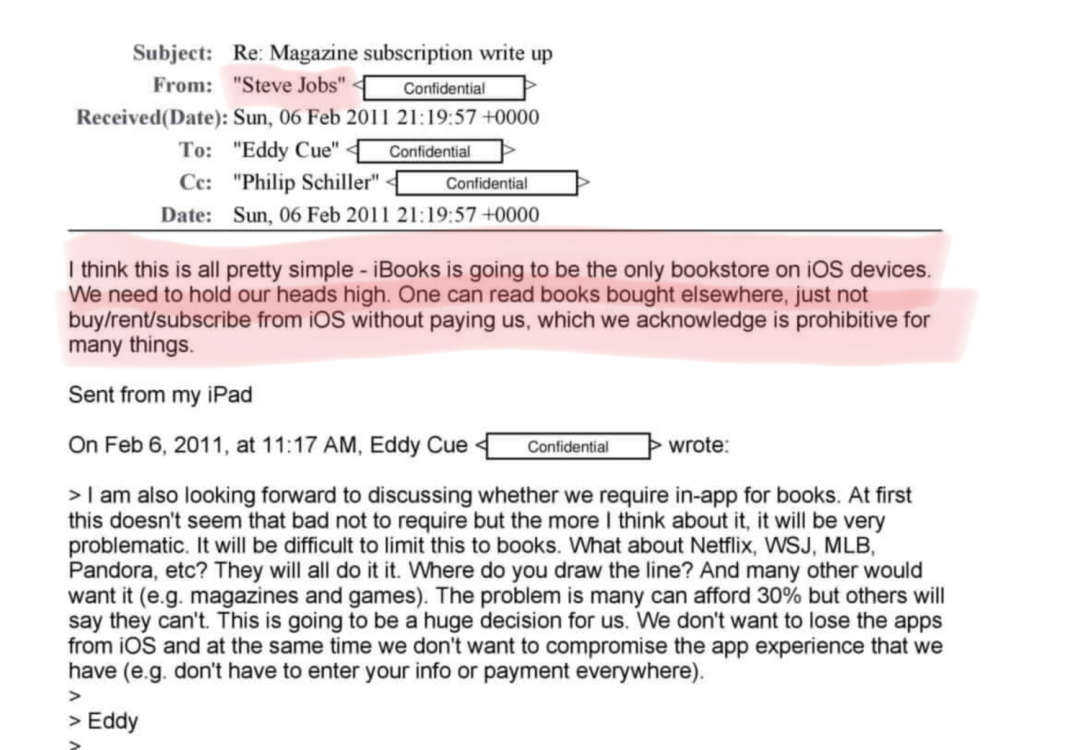 Subject: Re: Magazine subscription write up
From: "Steve Jobs" < Confidential >
Received(Date): Sun, 06 Feb 2011 21:19:57 +0000
To: "Eddy Cue" < Confidential >
Cc: "Philip Schiller" < Confidential >
Date: Sun, 06 Feb 2011 21:19:57 +0000
I think this is all pretty simple - iBooks is going to be the only bookstore on iOS devices.
We need to hold our heads high. One can read books bought elsewhere, just not
buy/rent/subscribe from iOS without paying us, which we acknowledge is prohibitive for
many things.
Sent from my iPad
On Feb 6, 2011, at 11:17 AM, Eddy Cue < Confidential > wrote:
> I am also looking forward to discussing whether we require in-app for books. At first
this doesn't seem that bad not to require but the more I think about it, it will be very
problematic. It will be difficult to limit this to books. What about Netflix, WSJ, MLB,
Pandora, etc? They will all do it it. Where do you draw the line? And many other would
want it (e.g. magazines and games). The problem is many can afford 30% but others will
say they can't. This is going to be a huge decision for us. We don't want to lose the apps
from iOS and at the same time we don't want to compromise the app experience that we
have (e.g. don't have to enter your info or payment everywhere).
>
> Eddy
>